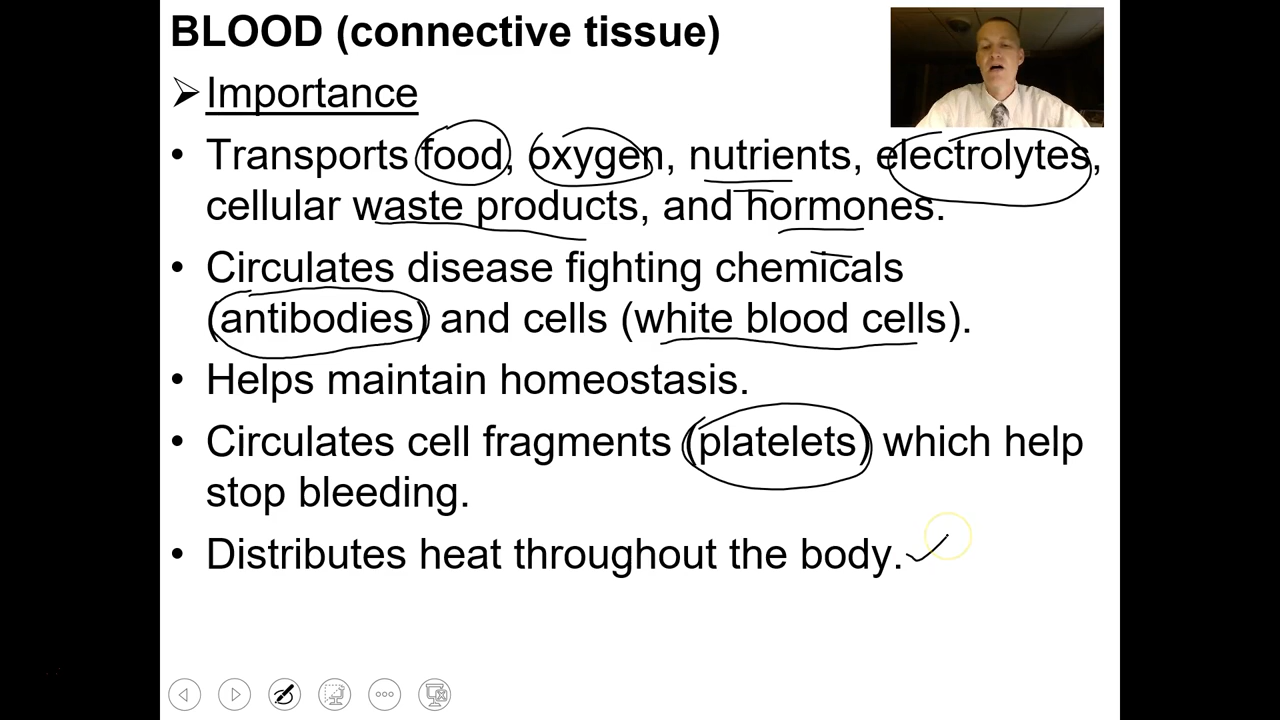 BLOOD (connective tissue)
➢ Importance
• Transports food, oxygen, nutrients, electrolytes,
cellular waste products, and hormones.
• Circulates disease fighting chemicals
(antibodies) and cells (white blood cells).
• Helps maintain homeostasis.
• Circulates cell fragments (platelets) which help
stop bleeding.
• Distributes heat throughout the body.